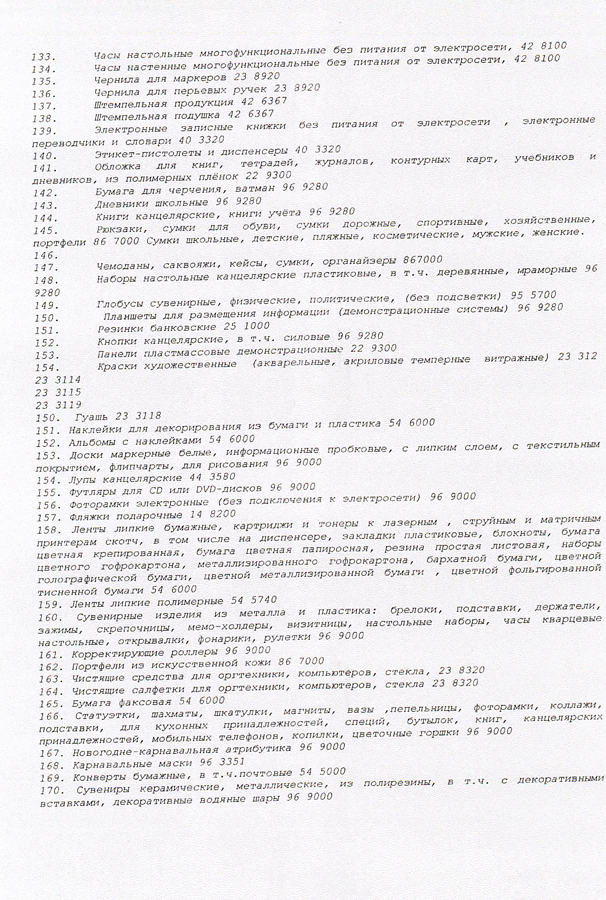 133. Часы настольные многофункциональные без питания от электросети, 42 8100
134. Часы настенные многофункциональные без питания от электросети, 42 8100
135. Чернила для маркеров 23 8920
136. Чернила для перьевых ручек 23 8920
137. Штемпельная продукция 42 6367
138. Штемпельная подушка 42 6367
139. Электронные записные книжки без питания от электросети , электронные
переводчики и словари 40 3320
140. Этикет-пистолеты и диспенсеры 40 3320
141. Обложка для книг, тетрадей, журналов, контурных карт, учебников и
дневников, из полимерных плёнок 22 9300
142. Бумага для черчения, ватман 96 9280
143. Дневники школьные 96 9280
144. Книги канцелярские, книги учёта 96 9280
145. Рюкзаки, сумки для обуви, сумки дорожные, спортивные, хозяйственные,
портфели 86 7000 Сумки школьные, детские, пляжные, косметические, мужские, женские.
146.
147. Чемоданы, саквояжи, кейсы, сумки, органайзеры 867000
148. Наборы настольные канцелярские пластиковые, в т.ч. деревянные, мраморные 96
9280
149. Глобусы сувенирные, физические, политические, (без подсветки) 95 5700
150. Планшеты для размещения информации (демонстрационные системы) 96 9280
151. Резинки банковские 25 1000
152. Кнопки канцелярские, в т.ч. силовые 96 9280
153. Панели пластмассовые демонстрационные 22 9300
154. Краски художественные (акварельные, акриловые темперные витражные) 23 312
23 3114
23 3115
23 3119
150. Гуашь 23 3118
151. Наклейки для декорирования из бумаги и пластика 54 6000
152. Альбомы с наклейками 54 6000
153. Доски маркерные белые, информационные пробковые, с липким слоем, с текстильным
покрытием, флипчарты, для рисования 96 9000
154. Лупы канцелярские 44 3580
155. Футляры для CD или DVD-дисков 96 9000
156. Фоторамки электронные (без подключения к электросети) 96 9000
157. Фляжки подарочные 14 8200
158. Ленты липкие бумажные, картриджи и тонеры к лазерным , струйным и матричным
принтерам скотч, в том числе на диспенсере, закладки пластиковые, блокноты, бумага
цветная крепированная, бумага цветная папиросная, резина простая листовая, наборы
цветного гофрокартона, металлизированного гофрокартона, бархатной бумаги, цветной
голографической бумаги, цветной металлизированной бумаги , цветной фольгированной
тисненной бумаги 54 6000
159. Ленты липкие полимерные 54 5740
160. Сувенирные изделия из металла и пластика: брелоки, подставки, держатели,
зажимы, скрепочницы, мемо-холдеры, визитницы, настольные наборы, часы кварцевые
настольные, открывалки, фонарики, рулетки 96 9000
161. Корректирующие роллеры 96 9000
162. Портфели из искусственной кожи 86 7000
163. Чистящие средства для оргтехники, компьютеров, стекла, 23 8320
164. Чистящие салфетки для оргтехники, компьютеров, стекла 23 8320
165. Бумага факсовая 54 6000
166. Статуэтки, шахматы, шкатулки, магниты, вазы ,пепельницы, фоторамки, коллажи,
подставки, для кухонных принадлежностей, специй, бутылок, книг, канцелярских
принадлежностей, мобильных телефонов, копилки, цветочные горшки 96 9000
167. Новогодне-карнавальная атрибутика 96 9000
168. Карнавальные маски 96 3351
169. Конверты бумажные, в т.ч.почтовые 54 5000
170. Сувениры керамические, металлические, из полирезины, в т.ч. с декоративными
вставками, декоративные водяные шары 96 9000